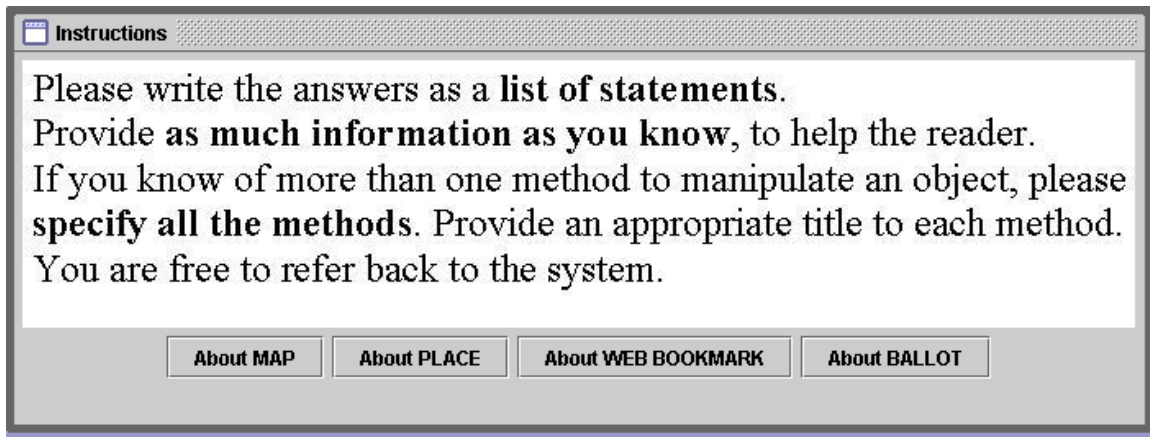 Instructions
Please write the answers as a list of statements.
Provide as much information as you know, to help the reader.
If you know of more than one method to manipulate an object, please
specify all the methods. Provide an appropriate title to each method.
You are free to refer back to the system.
About MAP About PLACE About WEB BOOKMARK About BALLOT